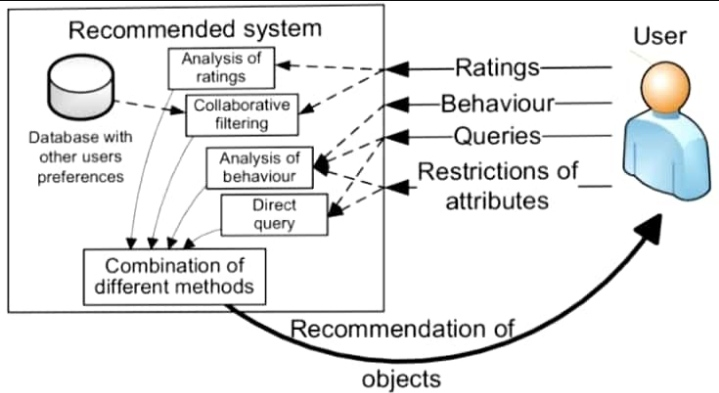 Recommended system
User
Analysis of
ratings
Ratings
Collaborative
filtering
Behaviour
Database with
other users
preferences
Queries
Analysis of
behaviour
Restrictions of
attributes
Direct
query
Combination of
different methods
Recommendation of
objects